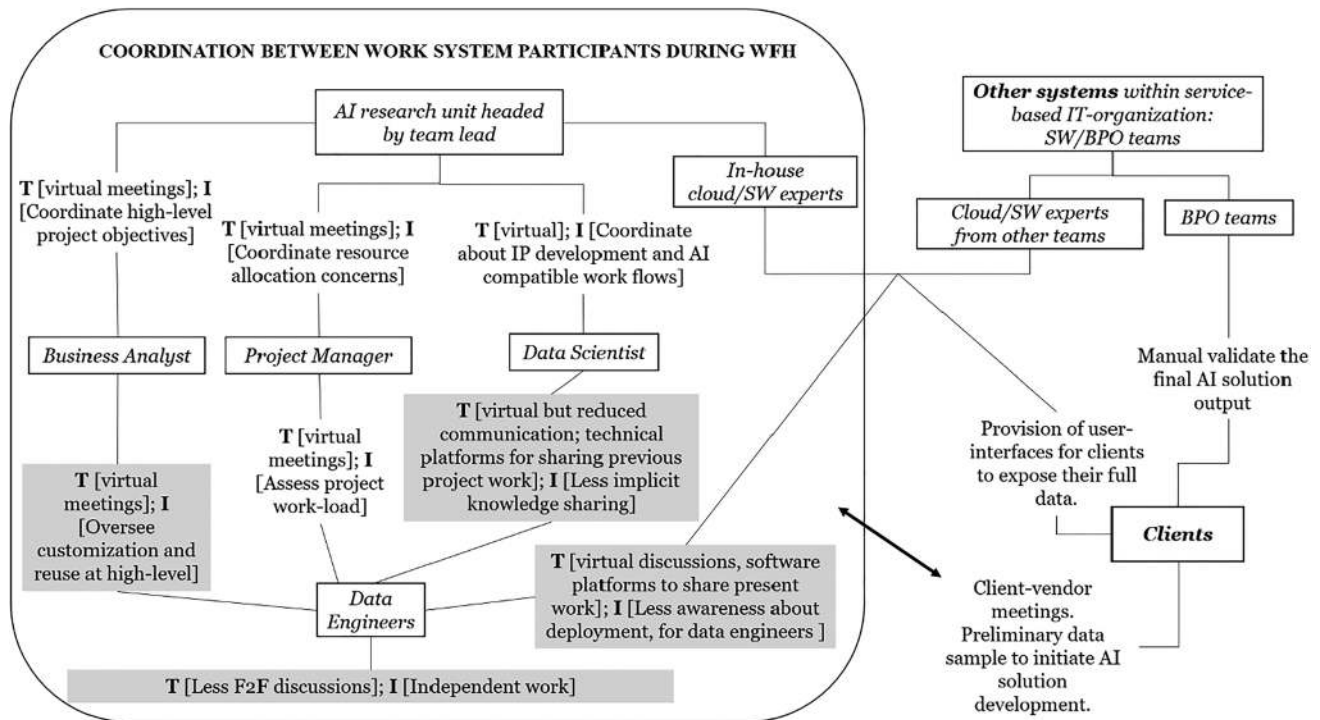 COORDINATION BETWEEN WORK SYSTEM PARTICIPANTS DURING WFH
AI research unit headed
by team lead
T [virtual meetings]; I
[Coordinate high-level
project objectives]
T [virtual meetings]; I
[Coordinate resource
allocation concerns]
T [virtual]; I [Coordinate
about IP development and AI
compatible work flows]
In-house
cloud/SW experts
Business Analyst
Project Manager
Data Scientist
T [virtual
meetings]; I
[Oversee
customization and
reuse at high-level]
T [virtual
meetings]; I
[Assess project
work-load]
T [virtual but reduced
communication; technical
platforms for sharing previous
project work]; I [Less implicit
knowledge sharing]
T [virtual discussions, software
platforms to share present
work]; I [Less awareness about
deployment, for data engineers ]
Data
Engineers
T [Less F2F discussions]; I [Independent work]
Other systems within service-
based IT-organization:
SW/BPO teams
Cloud/SW experts
from other teams
BPO teams
Manual validate the
final AI solution
output
Provision of user-
interfaces for clients
to expose their full
data.
Clients
Client-vendor
meetings.
Preliminary data
sample to initiate AI
solution
development.